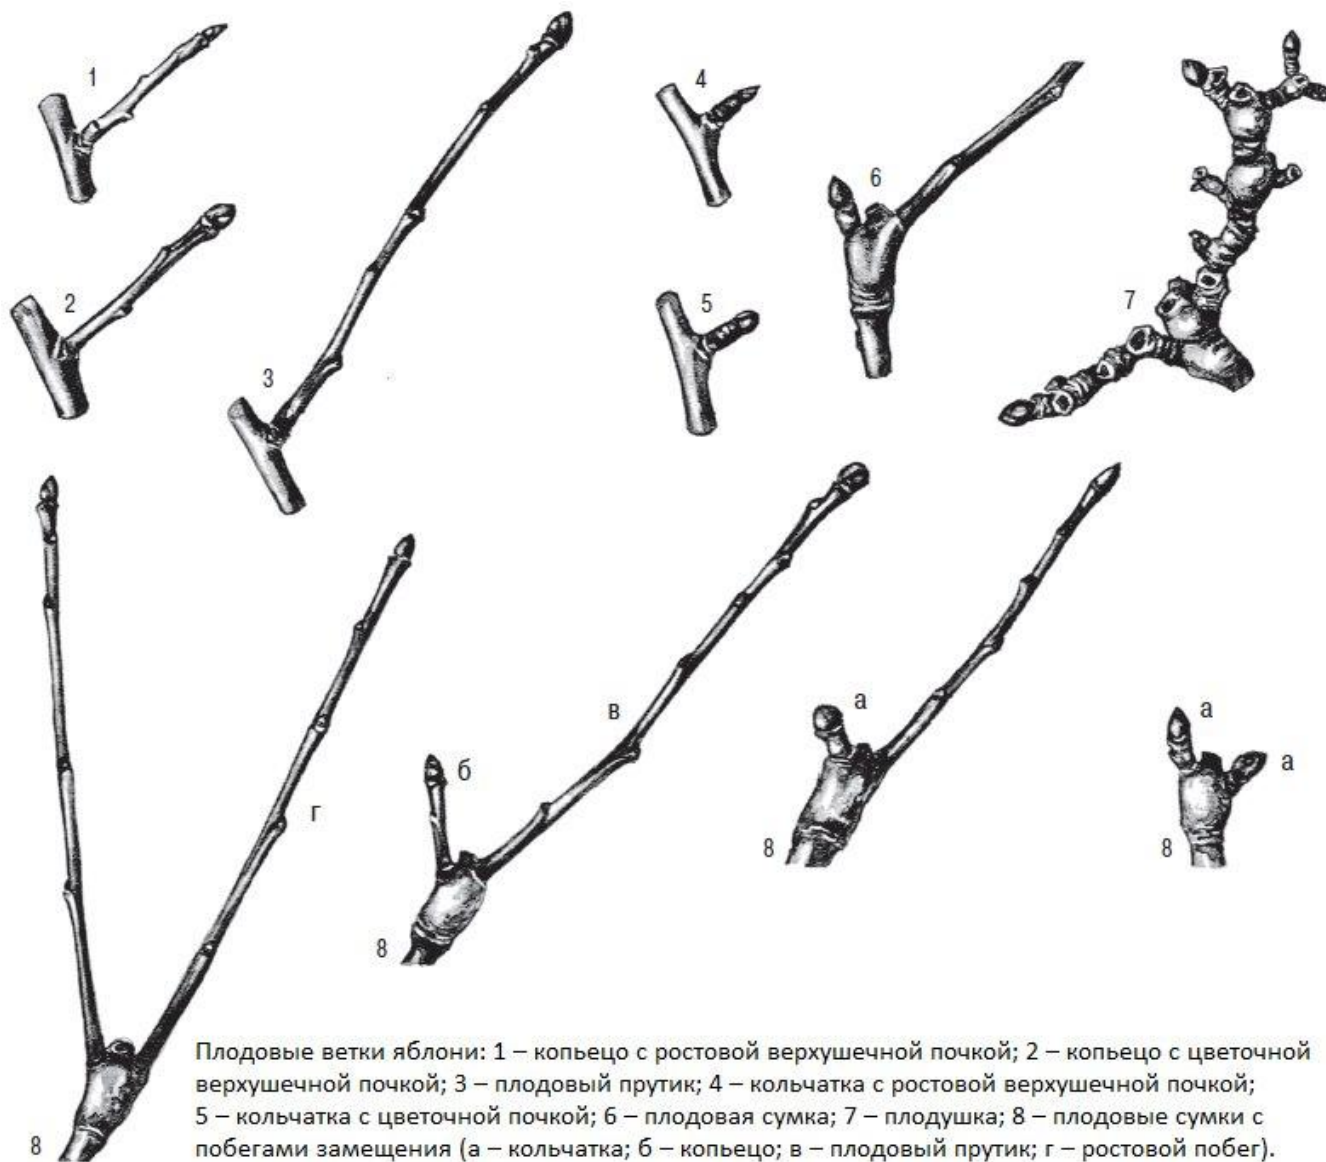 1
4
6
2
5
7
3
в
а
а
б
а
г
8
8
8
8
Плодовые ветки яблони: 1 – копьецо с ростовой верхушечной почкой; 2 – копьецо с цветочной
верхушечной почкой; 3 – плодовый прутик; 4 – кольчатка с ростовой верхушечной почкой;
5 – кольчатка с цветочной почкой; 6 – плодовая сумка; 7 – плодушка; 8 – плодовые сумки с
побегами замещения (а – кольчатка; б – копьецо; в – плодовый прутик; г – ростовой побег).